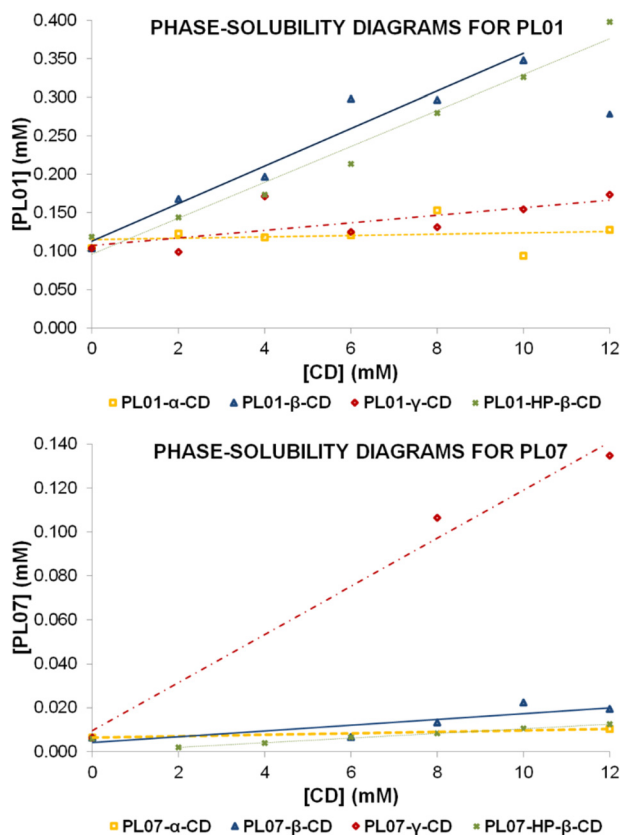 PHASE-SOLUBILITY DIAGRAMS FOR PL01
[PL01] (mM)
0.400
0.350
0.300
0.250
0.200
0.150
0.100
0.050
0.000
0 2 4 6 8 10 12
[CD] (mM)
PL01-α-CD PL01-β-CD PL01-γ-CD PL01-HP-β-CD
PHASE-SOLUBILITY DIAGRAMS FOR PL07
[PL07] (mM)
0.140
0.120
0.100
0.080
0.060
0.040
0.020
0.000
0 2 4 6 8 10 12
[CD] (mM)
PL07-α-CD PL07-β-CD PL07-γ-CD PL07-HP-β-CD